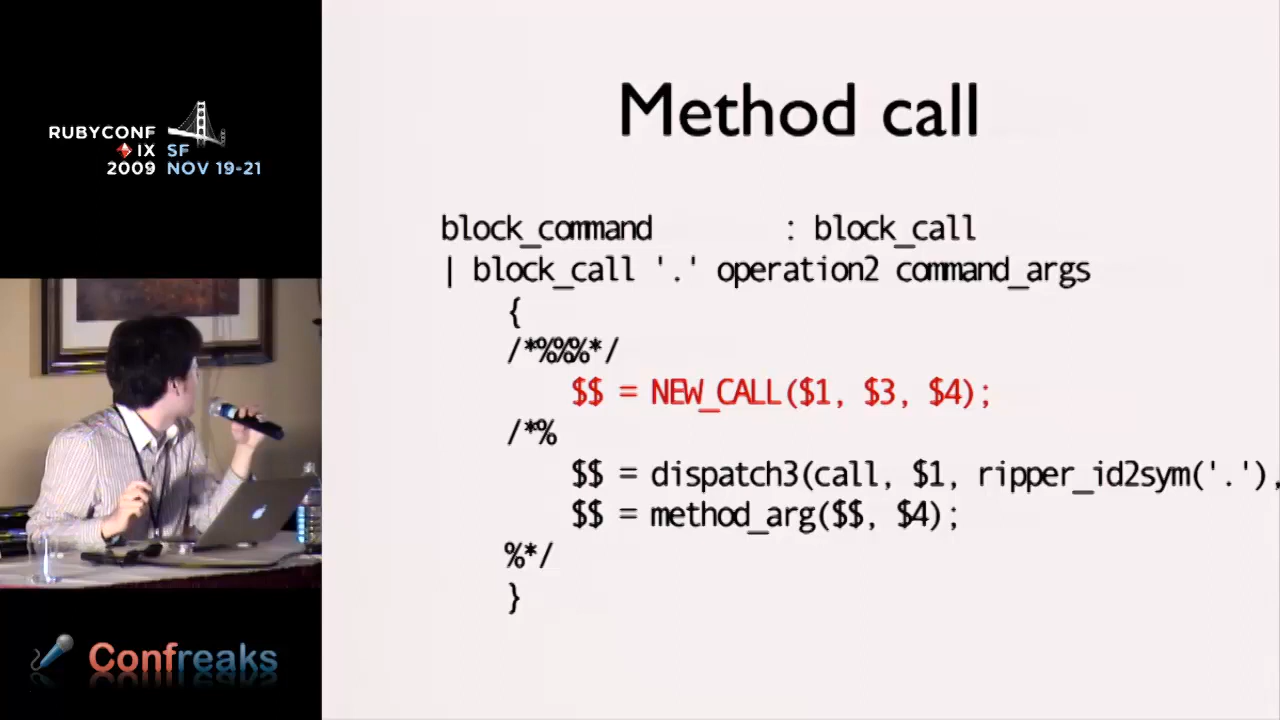 RUBYCONF
IX SF
2009 NOV 19-21
Method call
block_command : block_call
| block_call '.' operation2 command_args
{
/*%%%*/
$$ = NEW_CALL($1, $3, $4);
/*%
$$ = dispatch3(call, $1, ripper_id2sym('.'),
$$ = method_arg($$, $4);
%*/
}
Confreaks